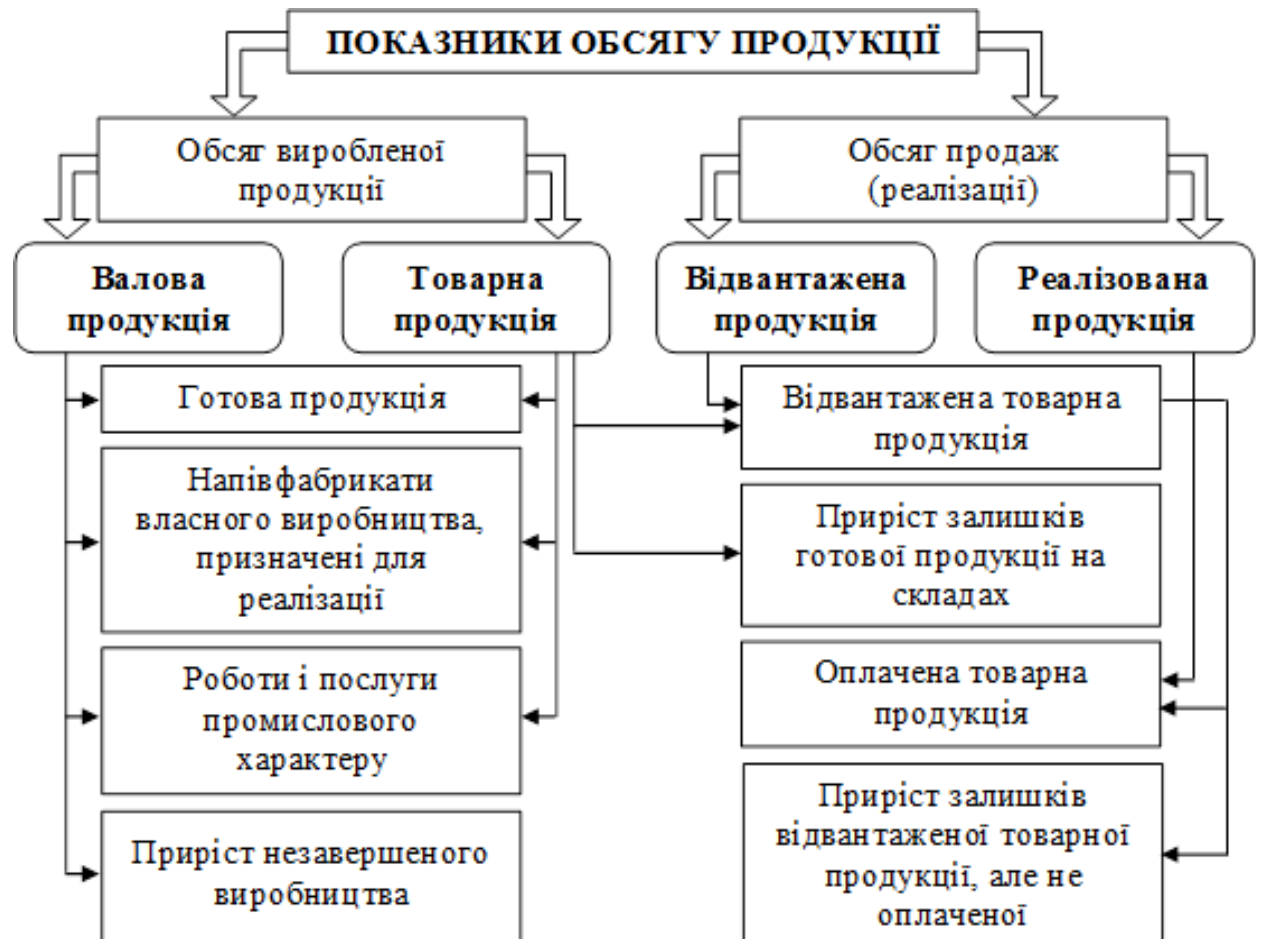 ПОКАЗНИКИ ОБСЯГУ ПРОДУКЦІЇ
Обсяг виробленої
продукції
Обсяг продаж
(реалізації)
Валова
продукція
Товарна
продукція
Відвантажена
продукція
Реалізована
продукція
Готова продукція
Напівфабрикати
власного виробництва,
призначені для
реалізації
Роботи і послуги
промислового
характеру
Приріст незавершеного
виробництва
Відвантажена товарна
продукція
Приріст залишків
готової продукції на
складах
Оплачена товарна
продукція
Приріст залишків
відвантаженої товарної
продукції, але не
оплаченої